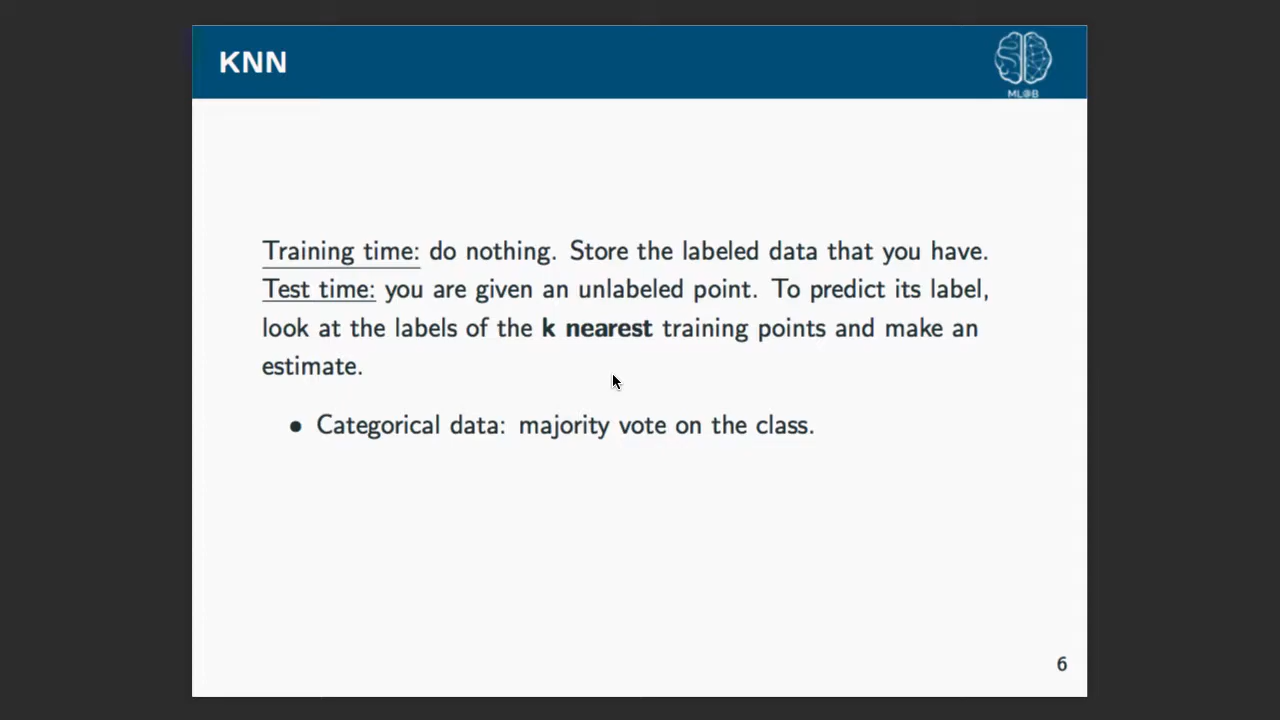 KNN
ML@B
Training time: do nothing. Store the labeled data that you have.
Test time: you are given an unlabeled point. To predict its label,
look at the labels of the k nearest training points and make an
estimate.
• Categorical data: majority vote on the class.
6